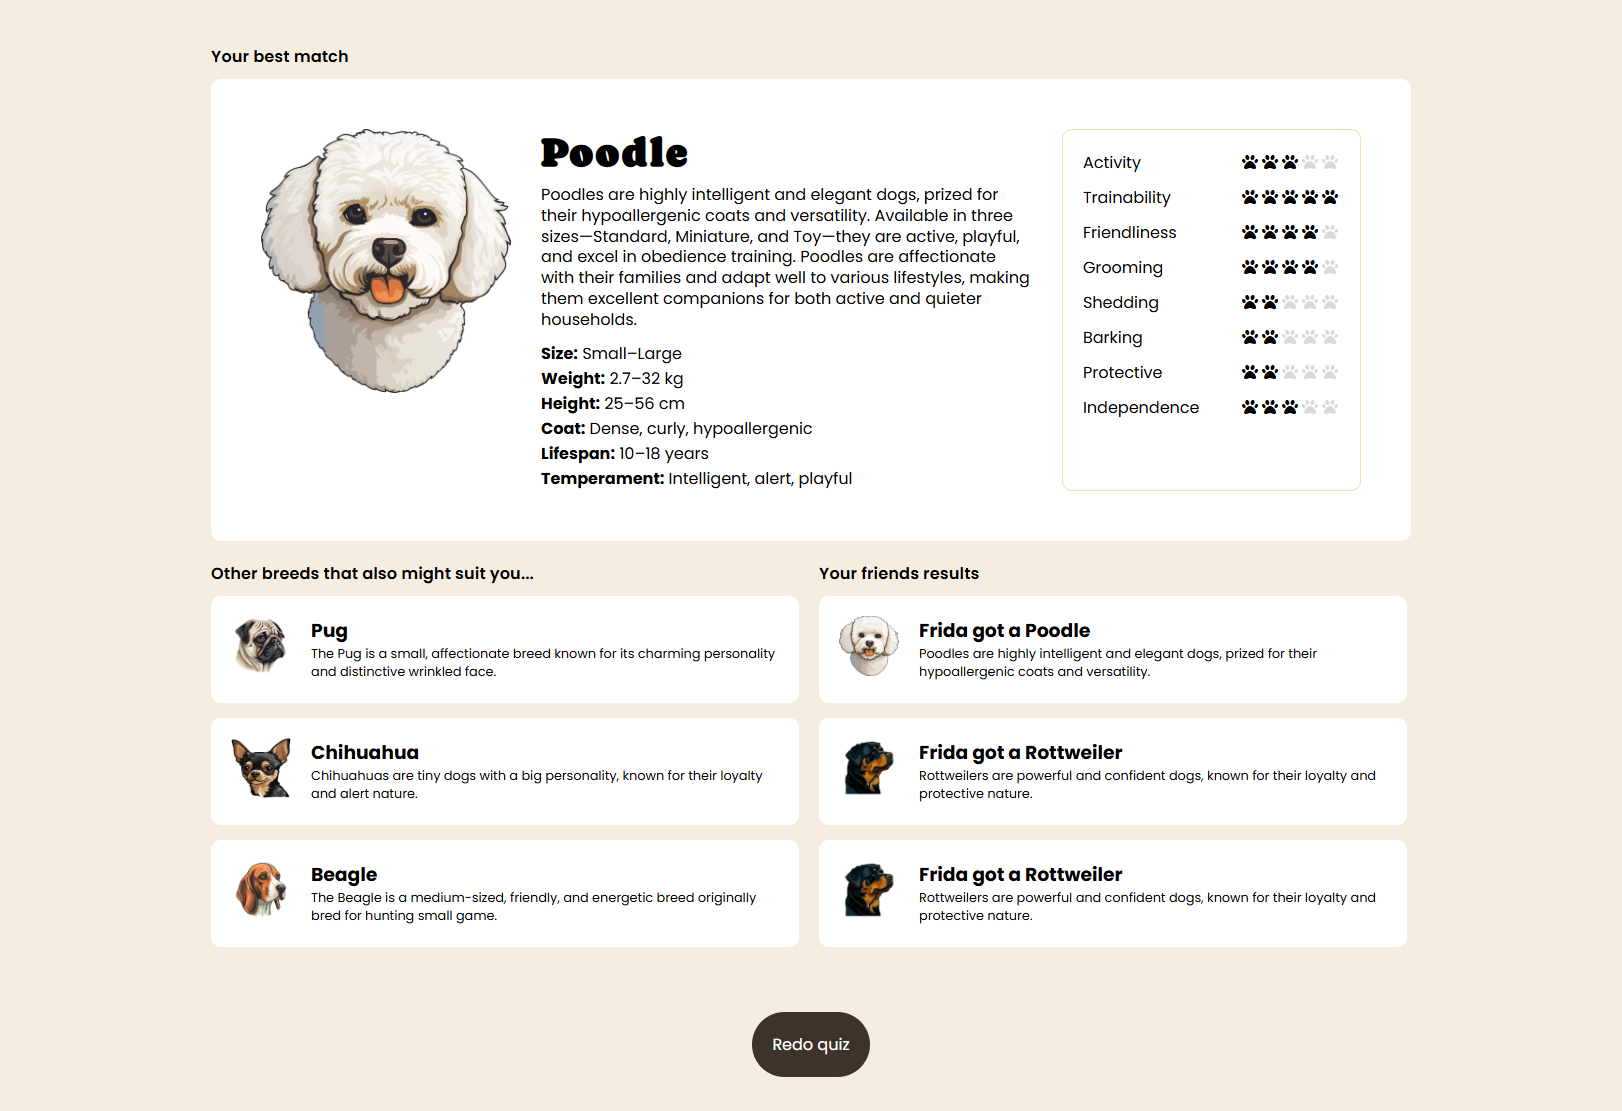 Your best match
Poodle
Poodles are highly intelligent and elegant dogs, prized for
their hypoallergenic coats and versatility. Available in three
sizes—Standard, Miniature, and Toy—they are active, playful,
and excel in obedience training. Poodles are affectionate
with their families and adapt well to various lifestyles, making
them excellent companions for both active and quieter
households.
Size: Small–Large
Weight: 2.7–32 kg
Height: 25–56 cm
Coat: Dense, curly, hypoallergenic
Lifespan: 10–18 years
Temperament: Intelligent, alert, playful
Activity
Trainability
Friendliness
Grooming
Shedding
Barking
Protective
Independence
Other breeds that also might suit you...
Pug
The Pug is a small, affectionate breed known for its charming personality
and distinctive wrinkled face.
Chihuahua
Chihuahuas are tiny dogs with a big personality, known for their loyalty
and alert nature.
Beagle
The Beagle is a medium-sized, friendly, and energetic breed originally
bred for hunting small game.
Your friends results
Frida got a Poodle
Poodles are highly intelligent and elegant dogs, prized for their
hypoallergenic coats and versatility.
Frida got a Rottweiler
Rottweilers are powerful and confident dogs, known for their loyalty and
protective nature.
Frida got a Rottweiler
Rottweilers are powerful and confident dogs, known for their loyalty and
protective nature.
Redo quiz